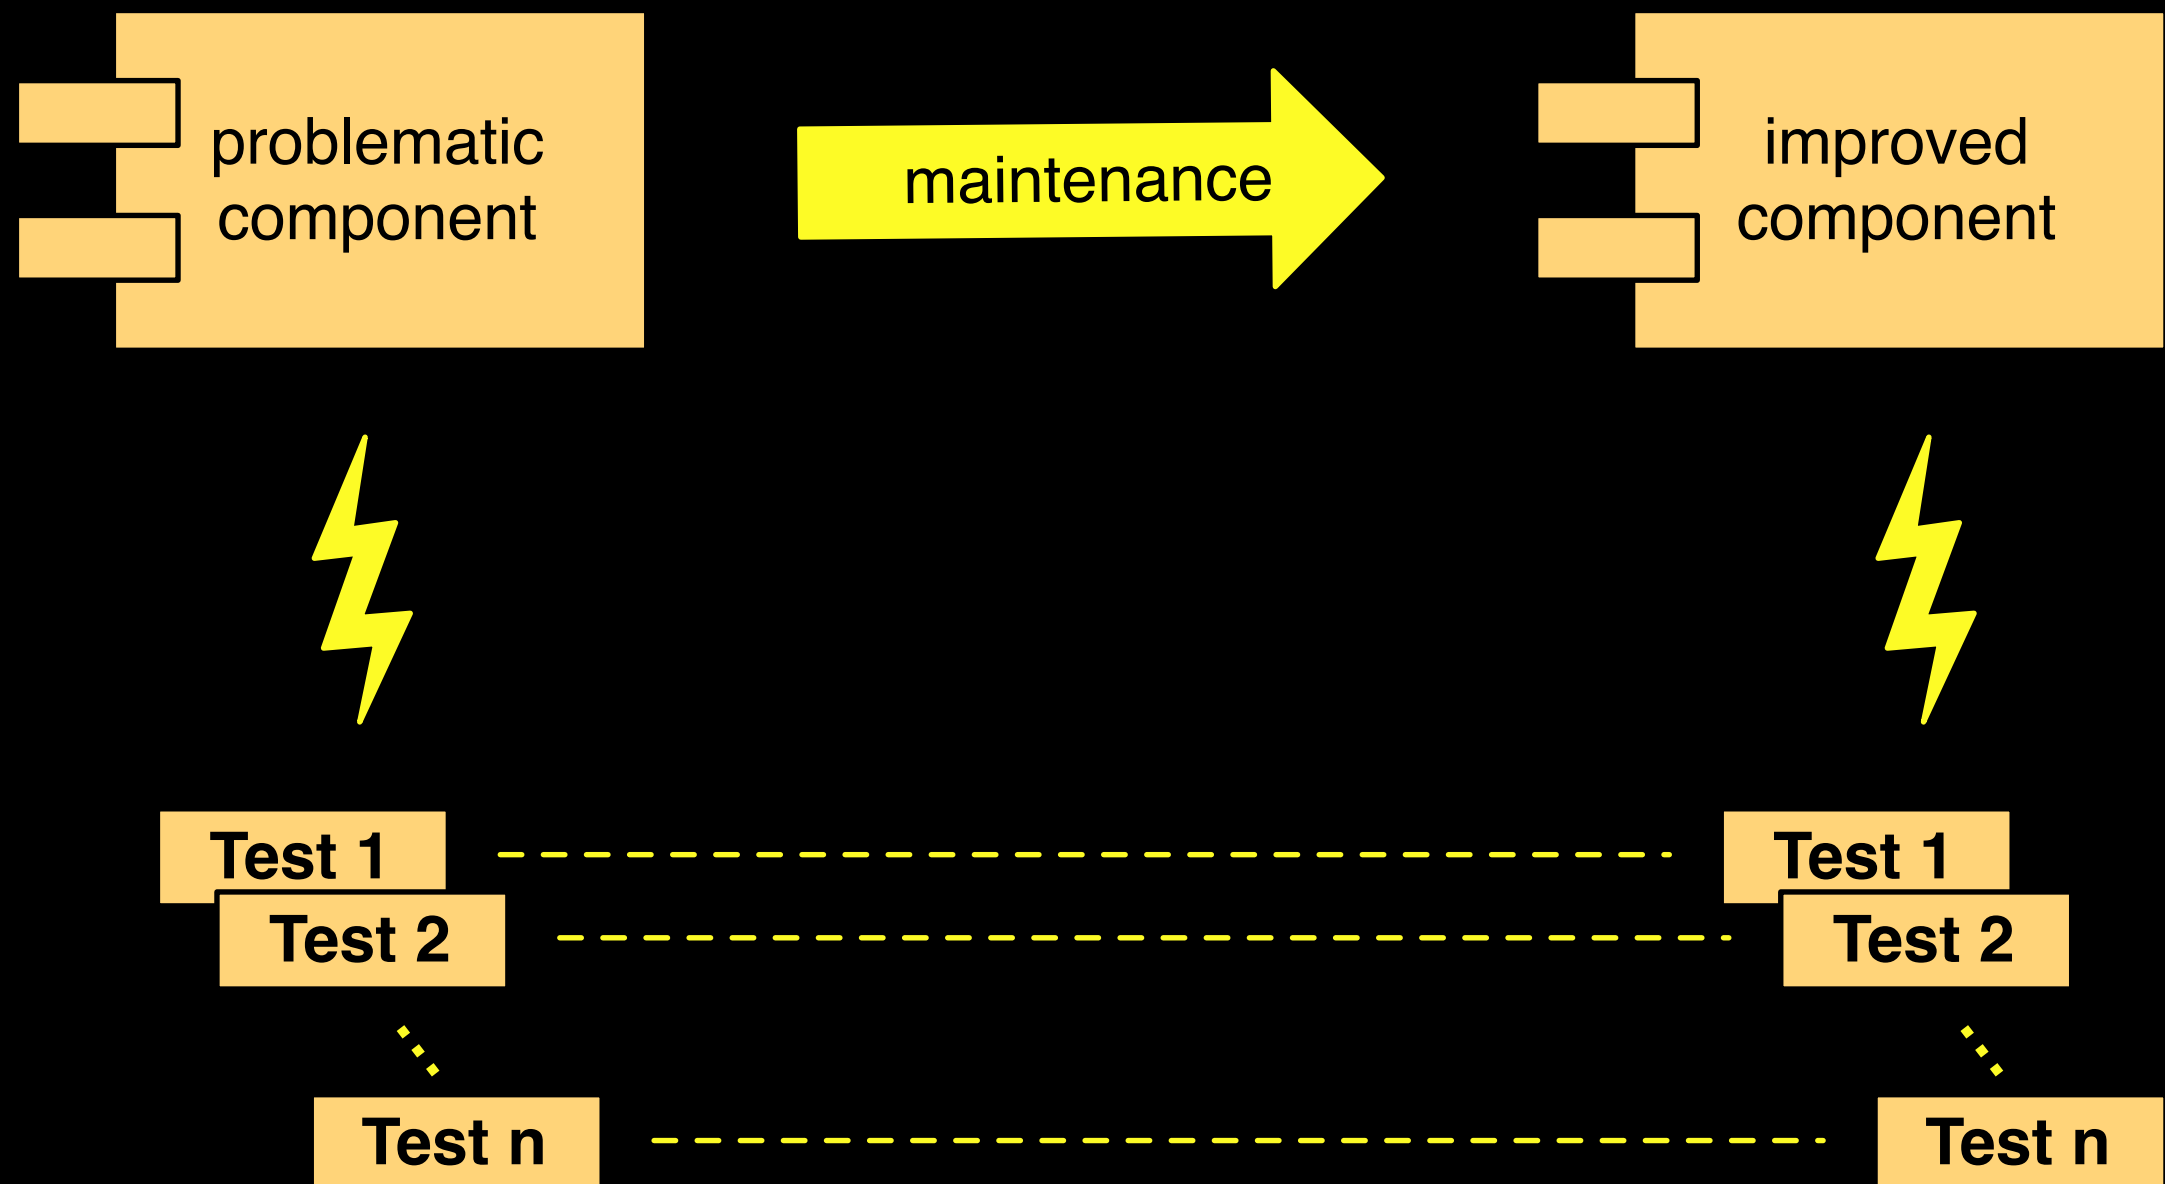 problematic
component
maintenance
improved
component
Test 1
Test 1
Test 2
Test 2
Test n
Test n